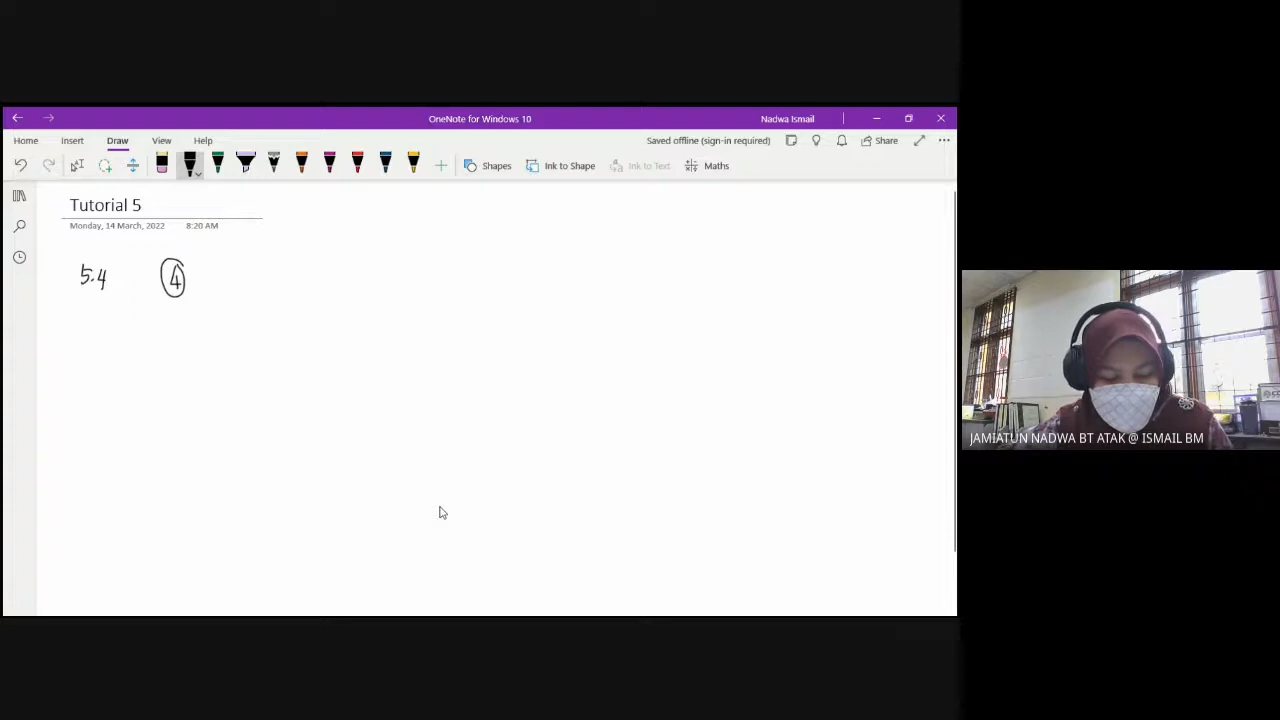 OneNote for Windows 10
Nadwa Ismail
Home Insert Draw View Help
Saved offline (sign-in required)
Share
Shapes
Ink to Shape
Ink to Text
Maths
Tutorial 5
Monday, 14 March, 2022 8:20 AM
5.4 4
JAMIATUN NADWA BT ATAK @ ISMAIL BM